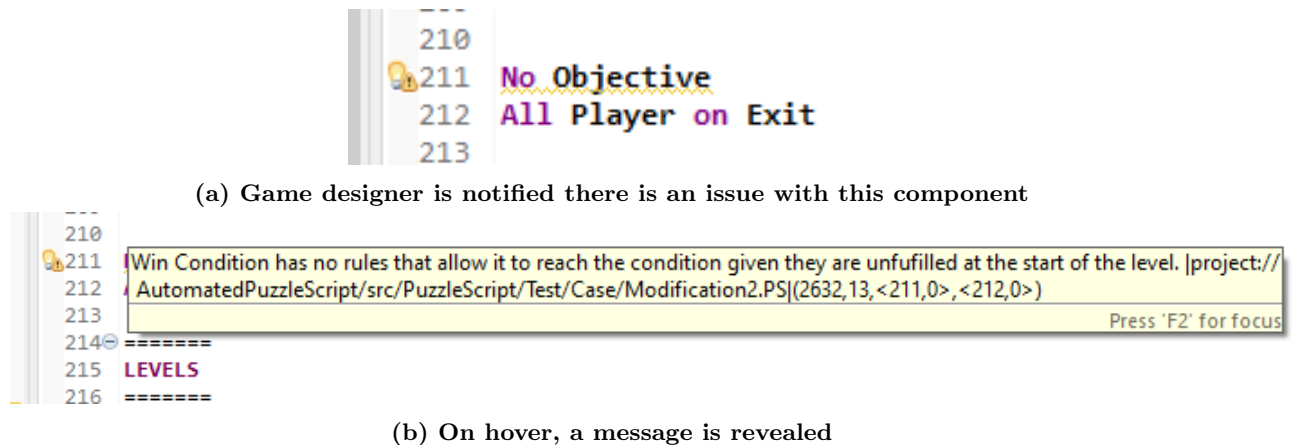 210
211 No Objective
212 All Player on Exit
213
(a) Game designer is notified there is an issue with this component
210
211 Win Condition has no rules that allow it to reach the condition given they are unfufilled at the start of the level. |project://
212 AutomatedPuzzleScript/src/PuzzleScript/Test/Case/Modification2.PS|(2632,13,<211,0>,<212,0>)
213
Press 'F2' for focus
214 =======
215 LEVELS
216 =======
(b) On hover, a message is revealed